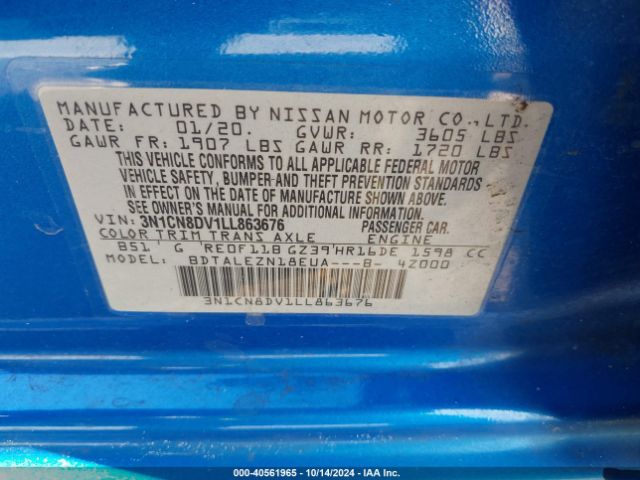 MANUFACTURED BY NISSAN MOTOR CO., LTD.
DATE: 01/20. GVWR: 3605 LBS
GAWR FR: 1907 LBS GAWR RR: 1720 LBS
THIS VEHICLE CONFORMS TO ALL APPLICABLE FEDERAL MOTOR
VEHICLE SAFETY, BUMPER AND THEFT PREVENTION STANDARDS
IN EFFECT ON THE DATE OF MANUFACTURE SHOWN ABOVE.
SEE OWNER'S MANUAL FOR ADDITIONAL INFORMATION.
VIN: 3N1CN8DV1LL863676 PASSENGER CAR.
COLOR TRIM TRANS AXLE ENGINE
B51 G RE0F11B GZ39 HR16DE 1598 CC
MODEL: BDTALEZN18EUA---B- 4Z000
3N1CN8DV1LL863676
000-40561965 | 10/14/2024 | IAA Inc.